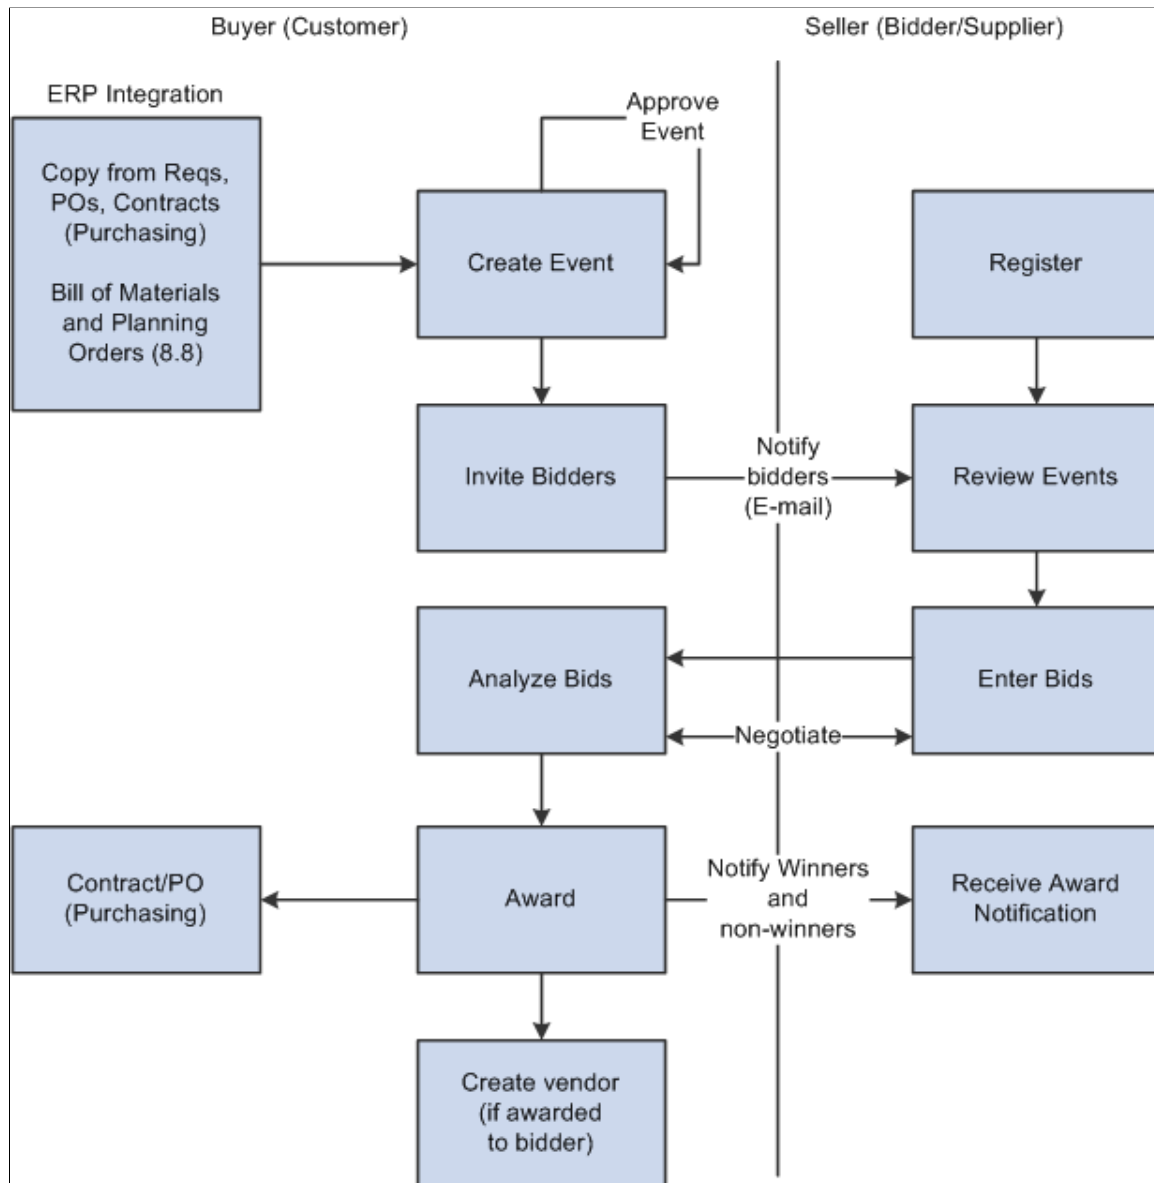 Buyer (Customer)
Seller (Bidder/Supplier)
ERP Integration
Copy from Reqs,
POs, Contracts
(Purchasing)
Bill of Materials
and Planning
Orders (8.8)
Approve
Event
Create Event
Register
Invite Bidders
Notify
bidders
(E-mail)
Review Events
Analyze Bids
Enter Bids
Negotiate
Contract/PO
(Purchasing)
Award
Notify Winners
and
non-winners
Receive Award
Notification
Create vendor
(if awarded
to bidder)